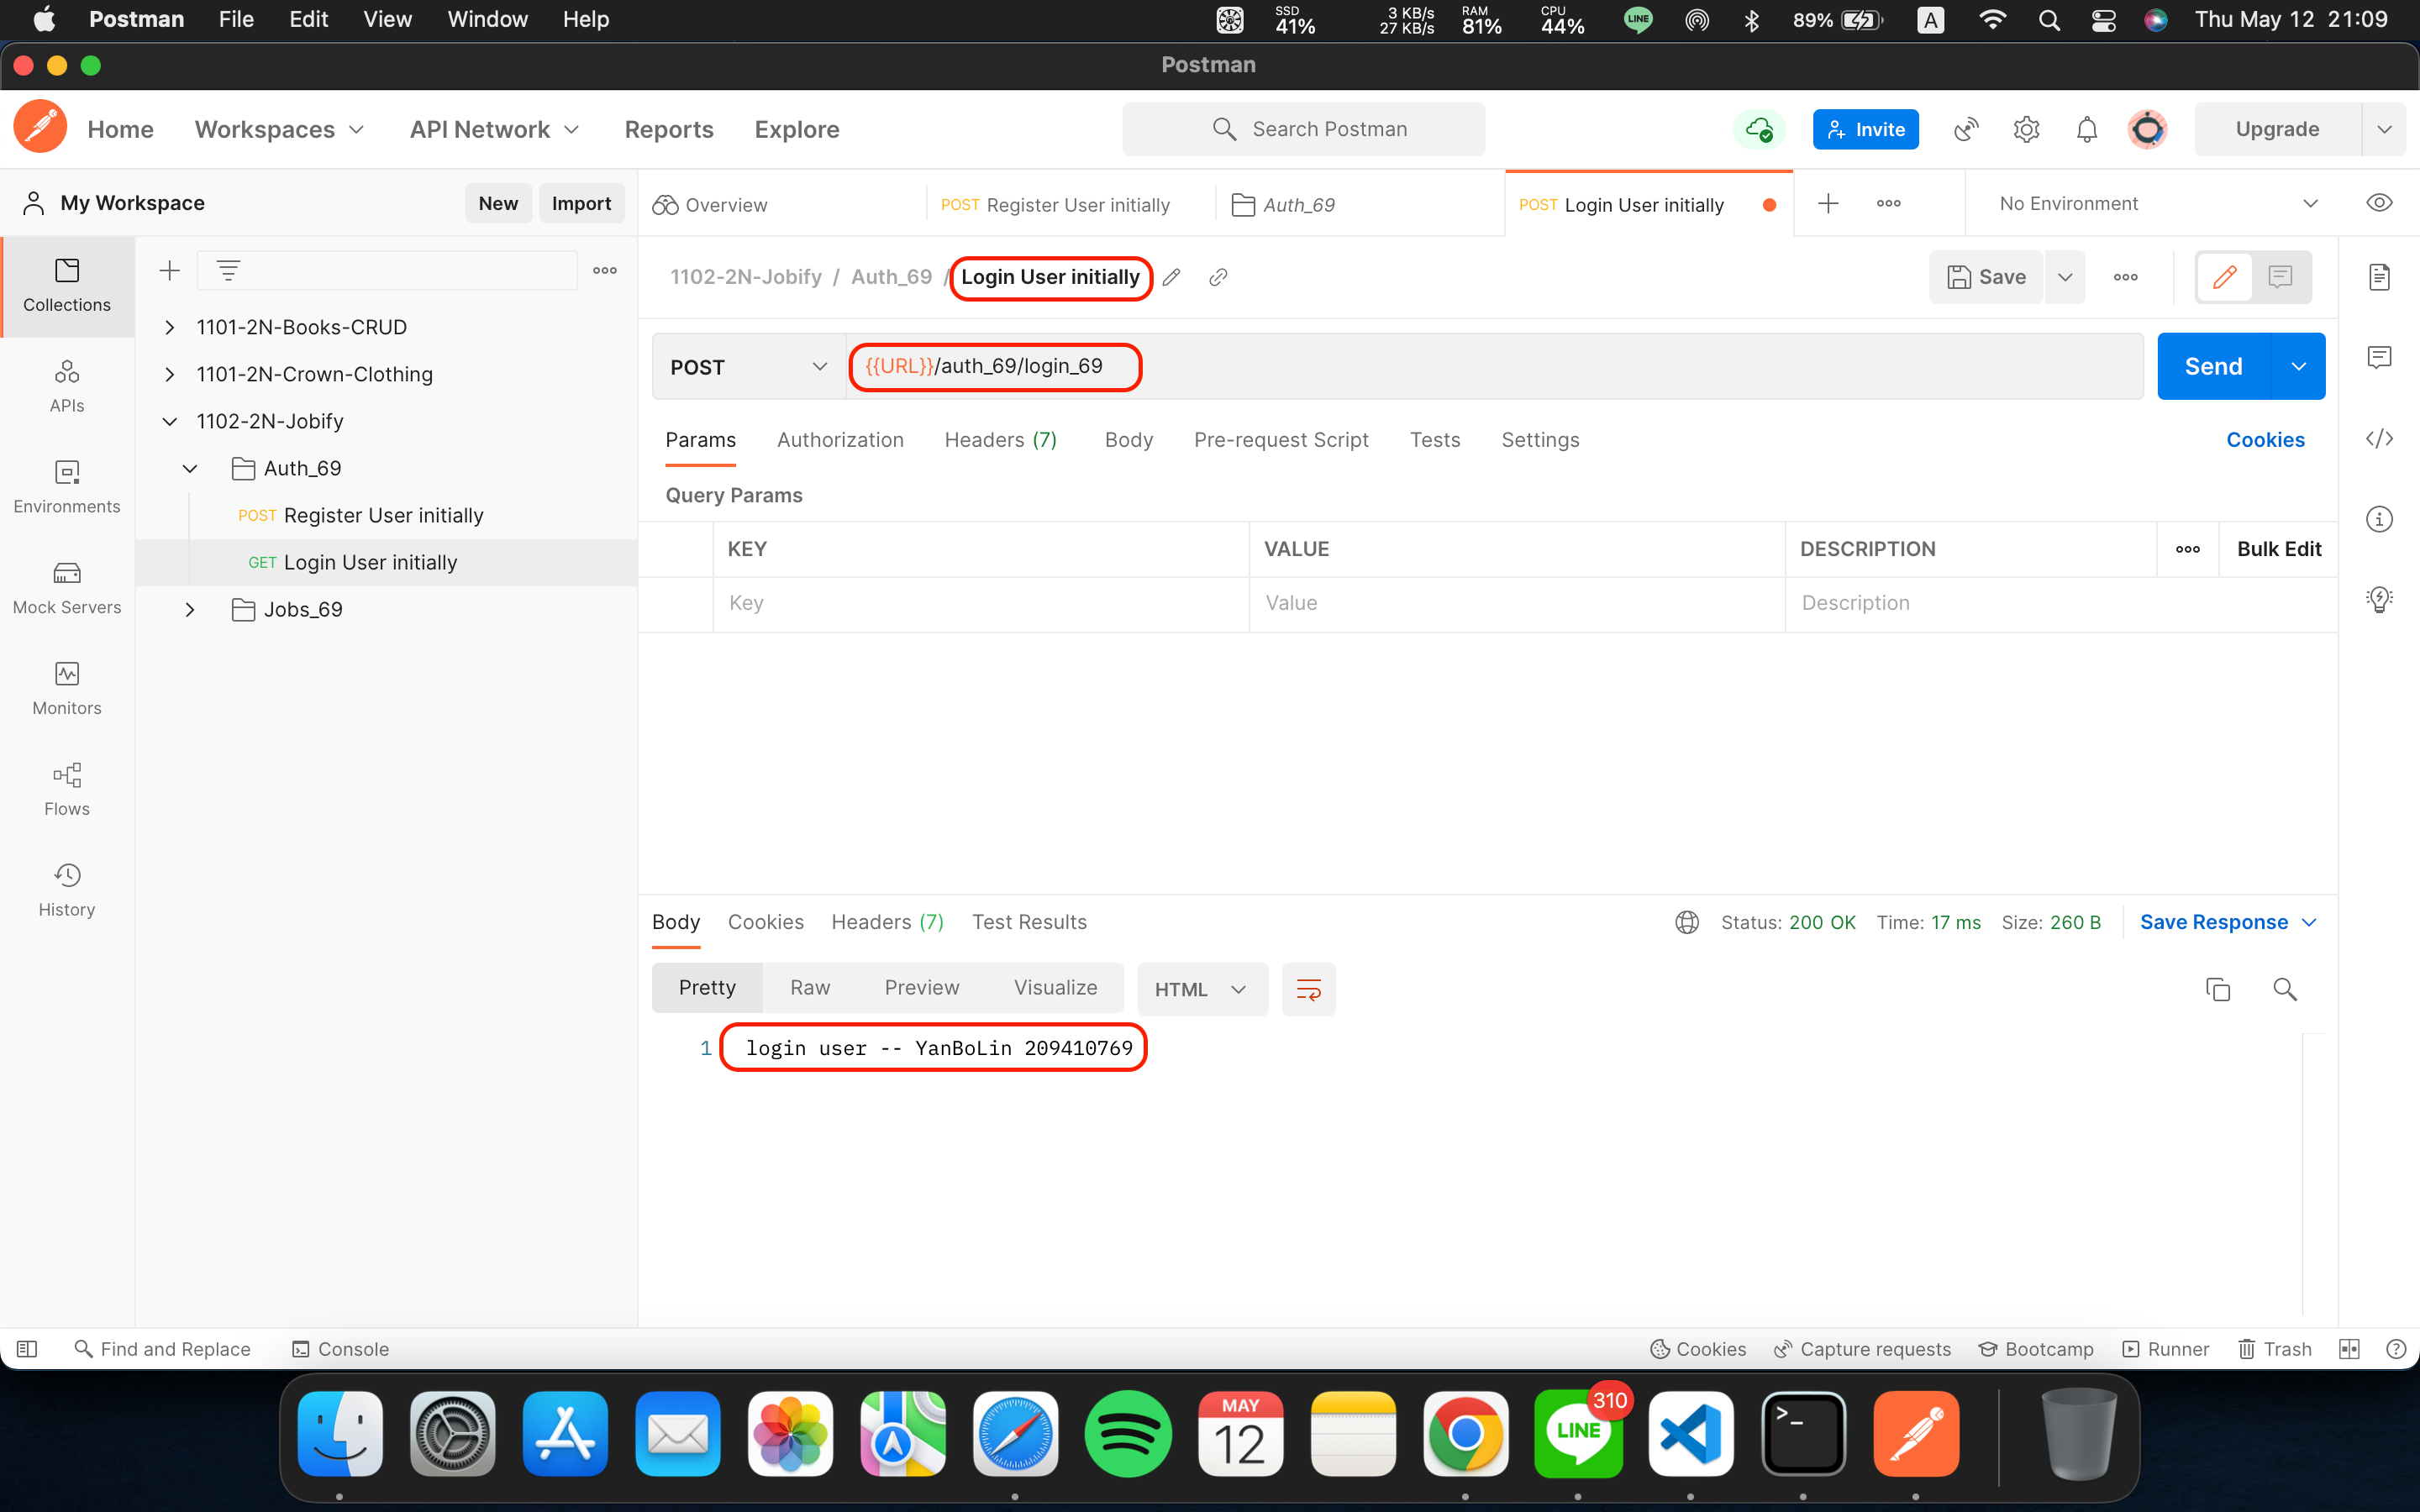 Postman File Edit View Window Help
SSD 41% 3 KB/s 27 KB/s RAM 81% CPU 44% LINE 89% A Thu May 12 21:09
Postman
Home Workspaces API Network Reports Explore Search Postman Invite Upgrade
My Workspace New Import
Overview POST Register User initially Auth_69 POST Login User initially No Environment
Collections
APIs
Environments
Mock Servers
Monitors
Flows
History
1101-2N-Books-CRUD
1101-2N-Crown-Clothing
1102-2N-Jobify
Auth_69
POST Register User initially
GET Login User initially
Jobs_69
1102-2N-Jobify / Auth_69 / Login User initially Save
POST {{URL}}/auth_69/login_69 Send
Params Authorization Headers (7) Body Pre-request Script Tests Settings Cookies
Query Params
KEY VALUE DESCRIPTION Bulk Edit
Key Value Description
Body Cookies Headers (7) Test Results Status: 200 OK Time: 17 ms Size: 260 B Save Response
Pretty Raw Preview Visualize HTML
1 login user -- YanBoLin 209410769
Find and Replace Console Cookies Capture requests Bootcamp Runner Trash
MAY
12
LINE
310
>_